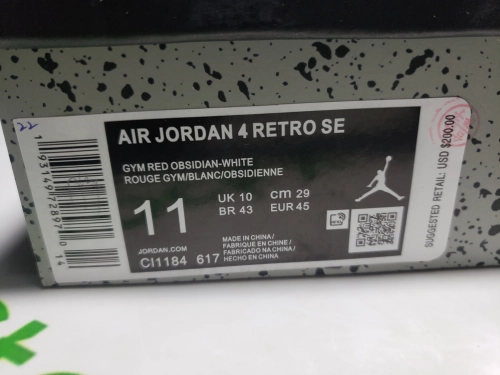 22
AIR JORDAN 4 RETRO SE
GYM RED OBSIDIAN-WHITE
ROUGE GYM/BLANC/OBSIDIENNE
11
UK 10 CM 29
BR 43 EUR 45
MADE IN CHINA/
FABRIQUE EN CHINE /
FABRICADO NA CHINA/
HECHO EN CHINA
JORDAN.COM
CI1184 617
SUGGESTED RETAIL: USD $200.00